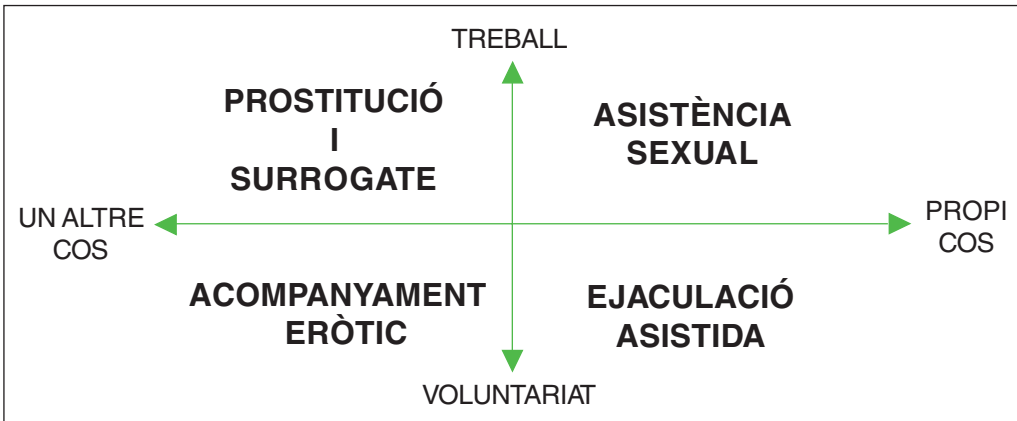 TREBALL
PROSTITUCIÓ
I
SURROGATE
ASISTÈNCIA
SEXUAL
UN ALTRE
COS
PROPI
COS
ACOMPANYAMENT
ERÒTIC
EJACULACIÓ
ASISTIDA
VOLUNTARIAT